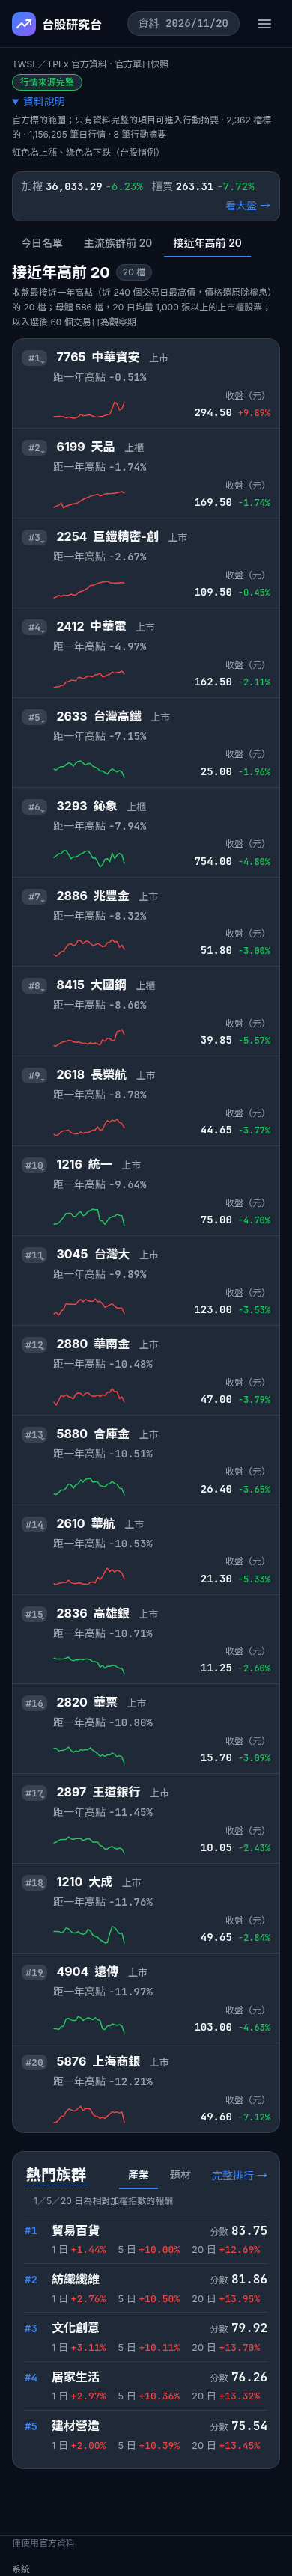 台股研究台
資料 2026/11/20
TWSE／TPEx 官方資料 · 官方單日快照
行情來源完整
▼ 資料說明
官方標的範圍；只有資料完整的項目可進入行動摘要 · 2,362 檔標的 · 1,156,295 筆日行情 · 8 筆行動摘要
紅色為上漲、綠色為下跌（台股慣例）
加權 36,033.29 -6.23% 櫃買 263.31 -7.72%
看大盤 →
今日名單 主流族群前 20 接近年高前 20
接近年高前 20 20 檔
收盤最接近一年高點（近 240 個交易日最高價，價格還原除權息）的 20 檔；母體 586 檔，20 日均量 1,000 張以上的上市櫃股票；以入選後 60 個交易日為觀察期
#1 7765 中華資安 上市
距一年高點 -0.51%
收盤（元）
294.50 +9.89%
#2 6199 天品 上櫃
距一年高點 -1.74%
收盤（元）
169.50 -1.74%
#3 2254 巨鎧精密-創 上市
距一年高點 -2.67%
收盤（元）
109.50 -0.45%
#4 2412 中華電 上市
距一年高點 -4.97%
收盤（元）
162.50 -2.11%
#5 2633 台灣高鐵 上市
距一年高點 -7.15%
收盤（元）
25.00 -1.96%
#6 3293 鈊象 上櫃
距一年高點 -7.94%
收盤（元）
754.00 -4.80%
#7 2886 兆豐金 上市
距一年高點 -8.32%
收盤（元）
51.80 -3.00%
#8 8415 大國鋼 上櫃
距一年高點 -8.60%
收盤（元）
39.85 -5.57%
#9 2618 長榮航 上市
距一年高點 -8.78%
收盤（元）
44.65 -3.77%
#10 1216 統一 上市
距一年高點 -9.64%
收盤（元）
75.00 -4.70%
#11 3045 台灣大 上市
距一年高點 -9.89%
收盤（元）
123.00 -3.53%
#12 2880 華南金 上市
距一年高點 -10.48%
收盤（元）
47.00 -3.79%
#13 5880 合庫金 上市
距一年高點 -10.51%
收盤（元）
26.40 -3.65%
#14 2610 華航 上市
距一年高點 -10.53%
收盤（元）
21.30 -5.33%
#15 2836 高雄銀 上市
距一年高點 -10.71%
收盤（元）
11.25 -2.60%
#16 2820 華票 上市
距一年高點 -10.80%
收盤（元）
15.70 -3.09%
#17 2897 王道銀行 上市
距一年高點 -11.45%
收盤（元）
10.05 -2.43%
#18 1210 大成 上市
距一年高點 -11.76%
收盤（元）
49.65 -2.84%
#19 4904 遠傳 上市
距一年高點 -11.97%
收盤（元）
103.00 -4.63%
#20 5876 上海商銀 上市
距一年高點 -12.21%
收盤（元）
49.60 -7.12%
熱門族群 產業 題材 完整排行 →
1／5／20 日為相對加權指數的報酬
#1 貿易百貨 分數 83.75
1 日 +1.44% 5 日 +10.00% 20 日 +12.69%
#2 紡織纖維 分數 81.86
1 日 +2.76% 5 日 +10.50% 20 日 +13.95%
#3 文化創意 分數 79.92
1 日 +3.11% 5 日 +10.11% 20 日 +13.70%
#4 居家生活 分數 76.26
1 日 +2.97% 5 日 +10.36% 20 日 +13.32%
#5 建材營造 分數 75.54
1 日 +2.00% 5 日 +10.39% 20 日 +13.45%
僅使用官方資料
系統